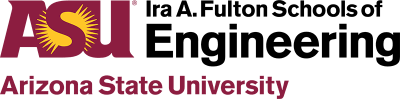 ASU® Ira A. Fulton Schools of
Engineering
Arizona State University